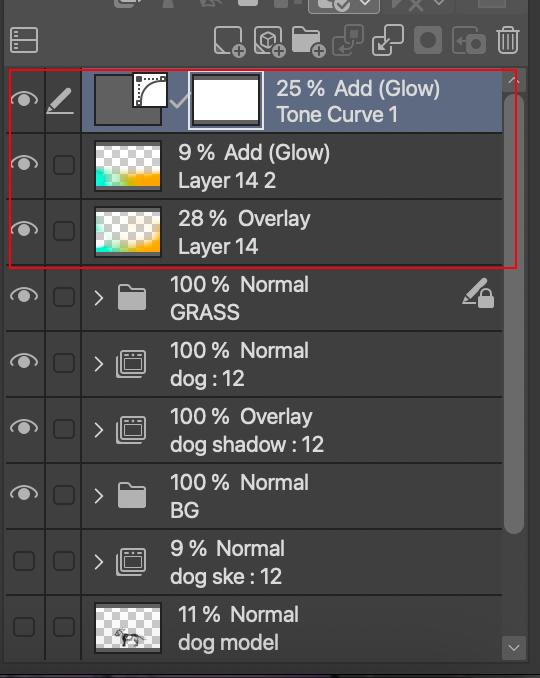 25 % Add (Glow)
Tone Curve 1
9 % Add (Glow)
Layer 14 2
28 % Overlay
Layer 14
100 % Normal
GRASS
100 % Normal
dog : 12
100 % Overlay
dog shadow : 12
100 % Normal
BG
9 % Normal
dog ske : 12
11 % Normal
dog model